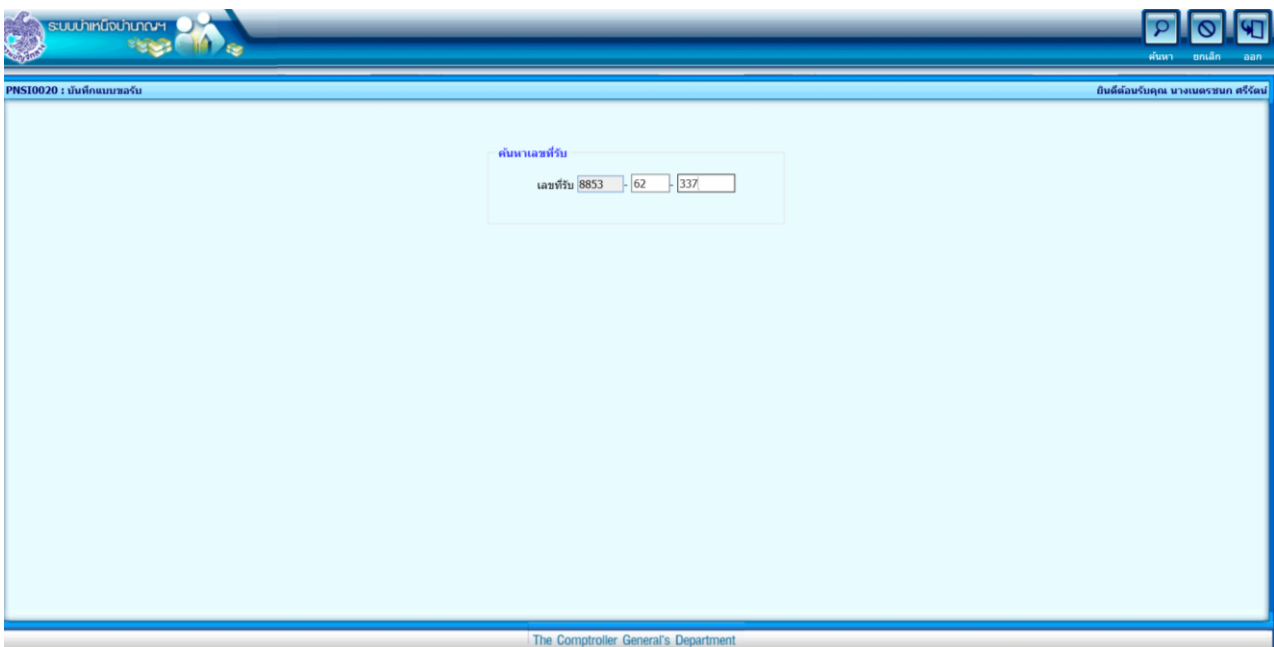 ระบบบำเหน็จบำนาญฯ
ค้นหา ยกเลิก ออก
PNSI0020 : บันทึกแบบขอรับ
ยินดีต้อนรับคุณ นางเนตรชนก ศรีรัตน์
ค้นหาเลขที่รับ
เลขที่รับ 8853 - 62 - 337
The Comptroller General's Department